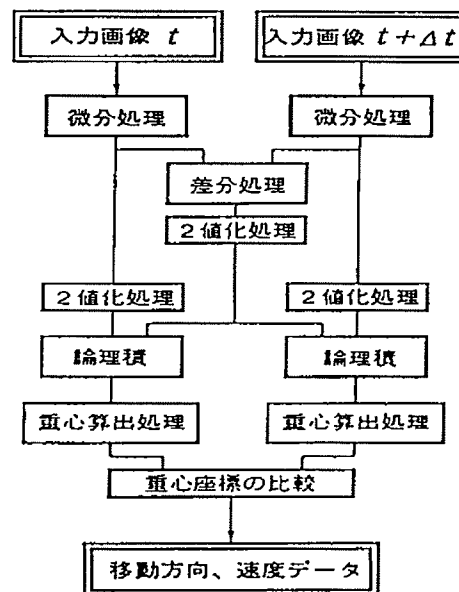 入力画像 t
入力画像 t+Δt
微分処理
微分処理
差分処理
2値化処理
2値化処理
2値化処理
論理積
論理積
重心算出処理
重心算出処理
重心座標の比較
移動方向、速度データ